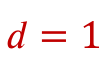 d = 1